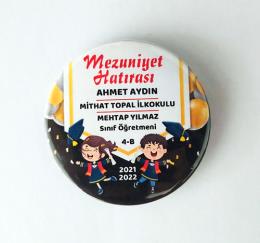 Mezuniyet
Hatırası
AHMET AYDIN
MİTHAT TOPAL İLKOKULU
MEHTAP YILMAZ
Sınıf Öğretmeni
4-B
2021
2022